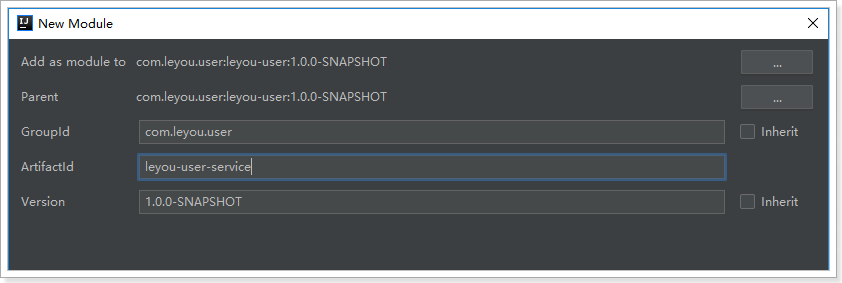 New Module
Add as module to com.leyou.user:leyou-user:1.0.0-SNAPSHOT ...
Parent com.leyou.user:leyou-user:1.0.0-SNAPSHOT ...
GroupId com.leyou.user Inherit
ArtifactId leyou-user-service
Version 1.0.0-SNAPSHOT Inherit